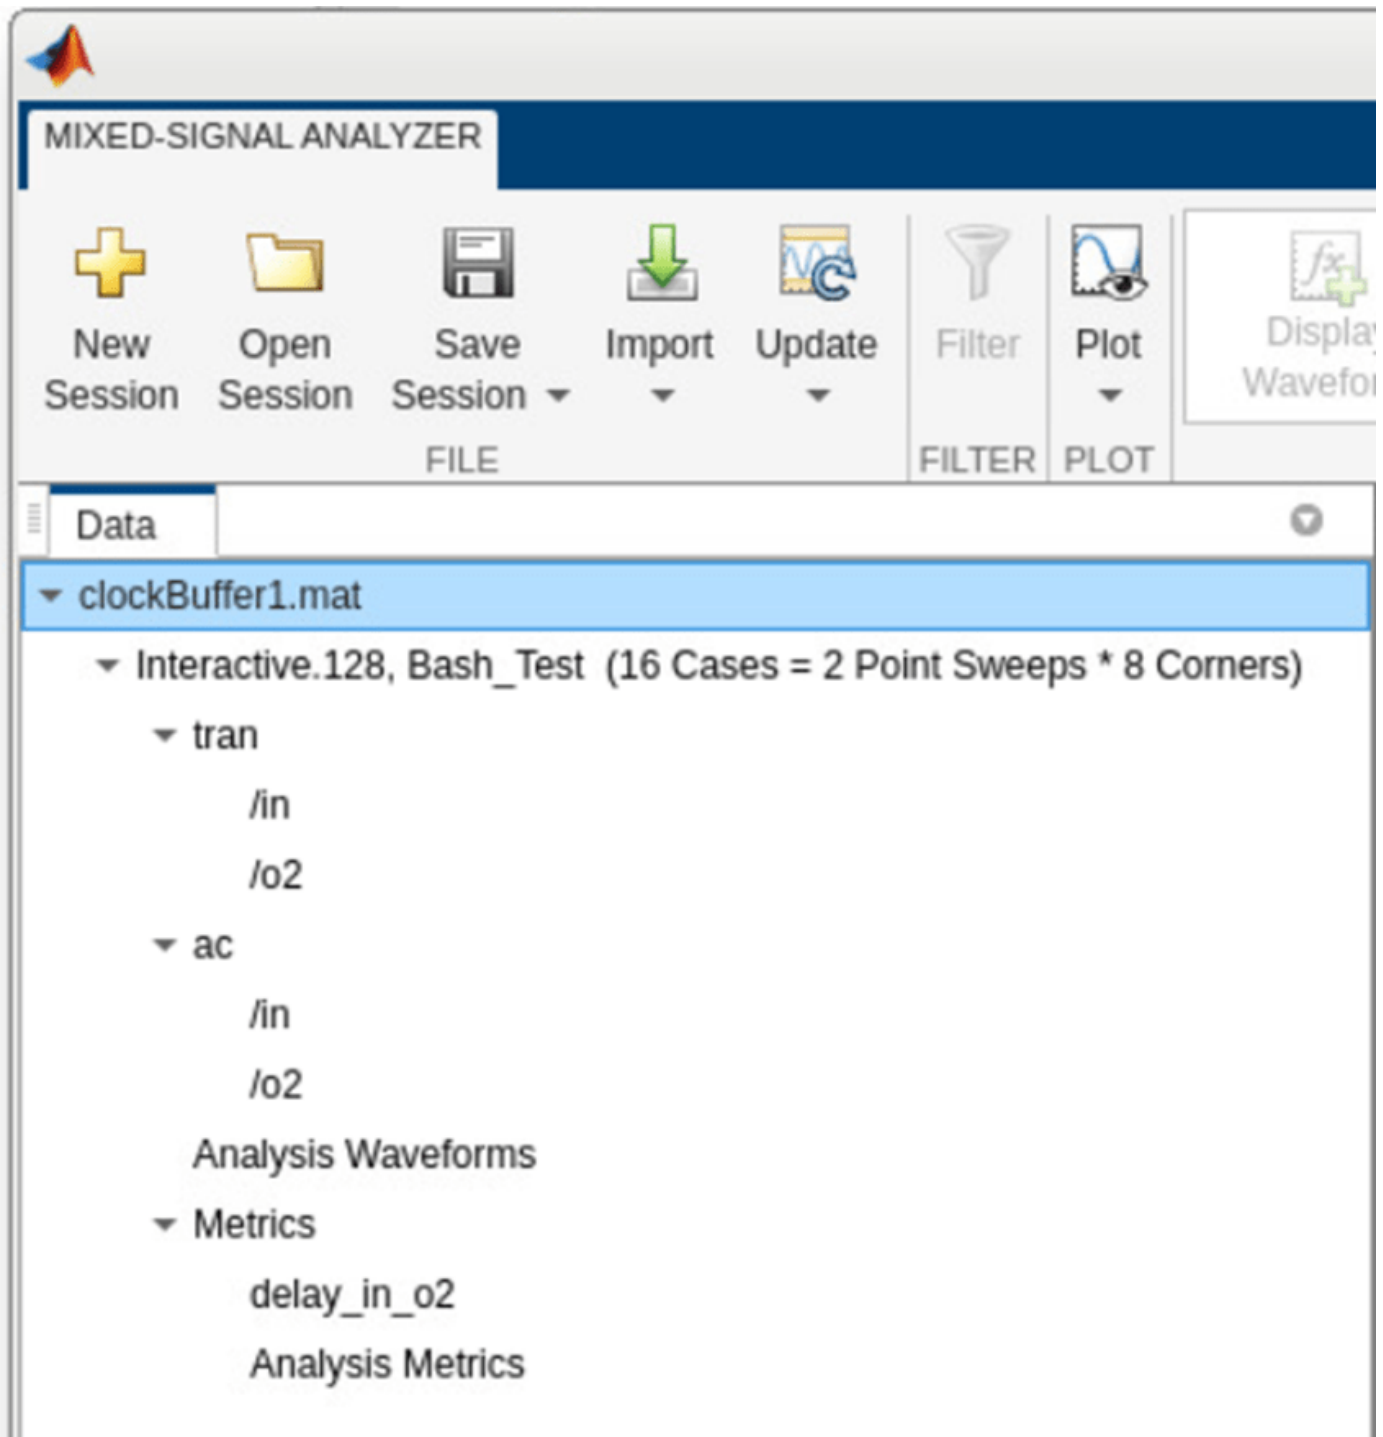 MIXED-SIGNAL ANALYZER
New Session
Open Session
Save Session
Import
Update
Filter
Plot
FILE
FILTER
PLOT
Data
clockBuffer1.mat
Interactive.128, Bash_Test (16 Cases = 2 Point Sweeps * 8 Corners)
tran
/in
/o2
ac
/in
/o2
Analysis Waveforms
Metrics
delay_in_o2
Analysis Metrics